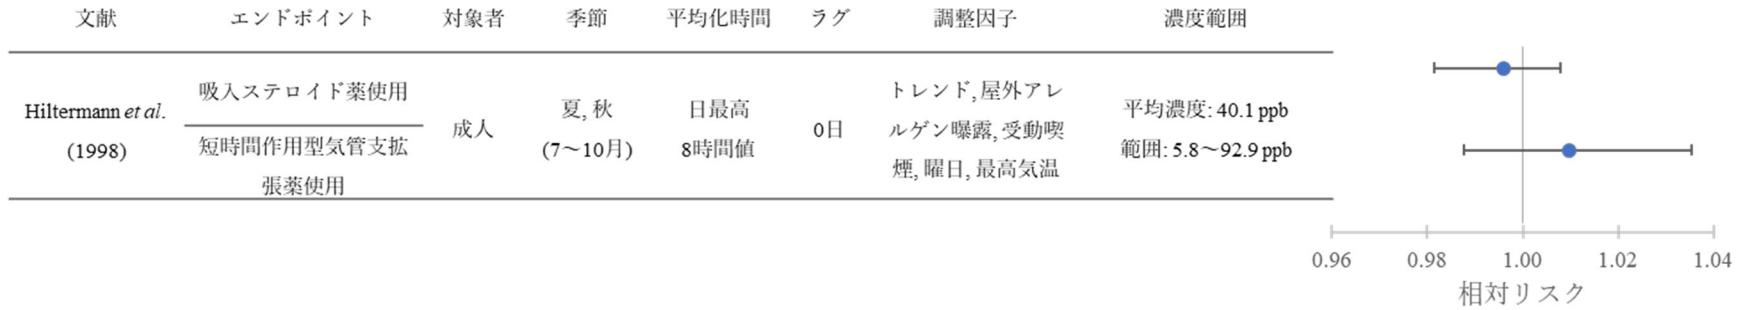 文献 エンドポイント 対象者 季節 平均化時間 ラグ 調整因子 濃度範囲
Hiltermann et al.
(1998)
吸入ステロイド薬使用
短時間作用型気管支拡
張薬使用
成人
夏, 秋
(7～10月)
日最高
8時間値
0日
トレンド, 屋外アレ
ルゲン曝露, 受動喫
煙, 曜日, 最高気温
平均濃度: 40.1 ppb
範囲: 5.8～92.9 ppb
0.96 0.98 1.00 1.02 1.04
相対リスク